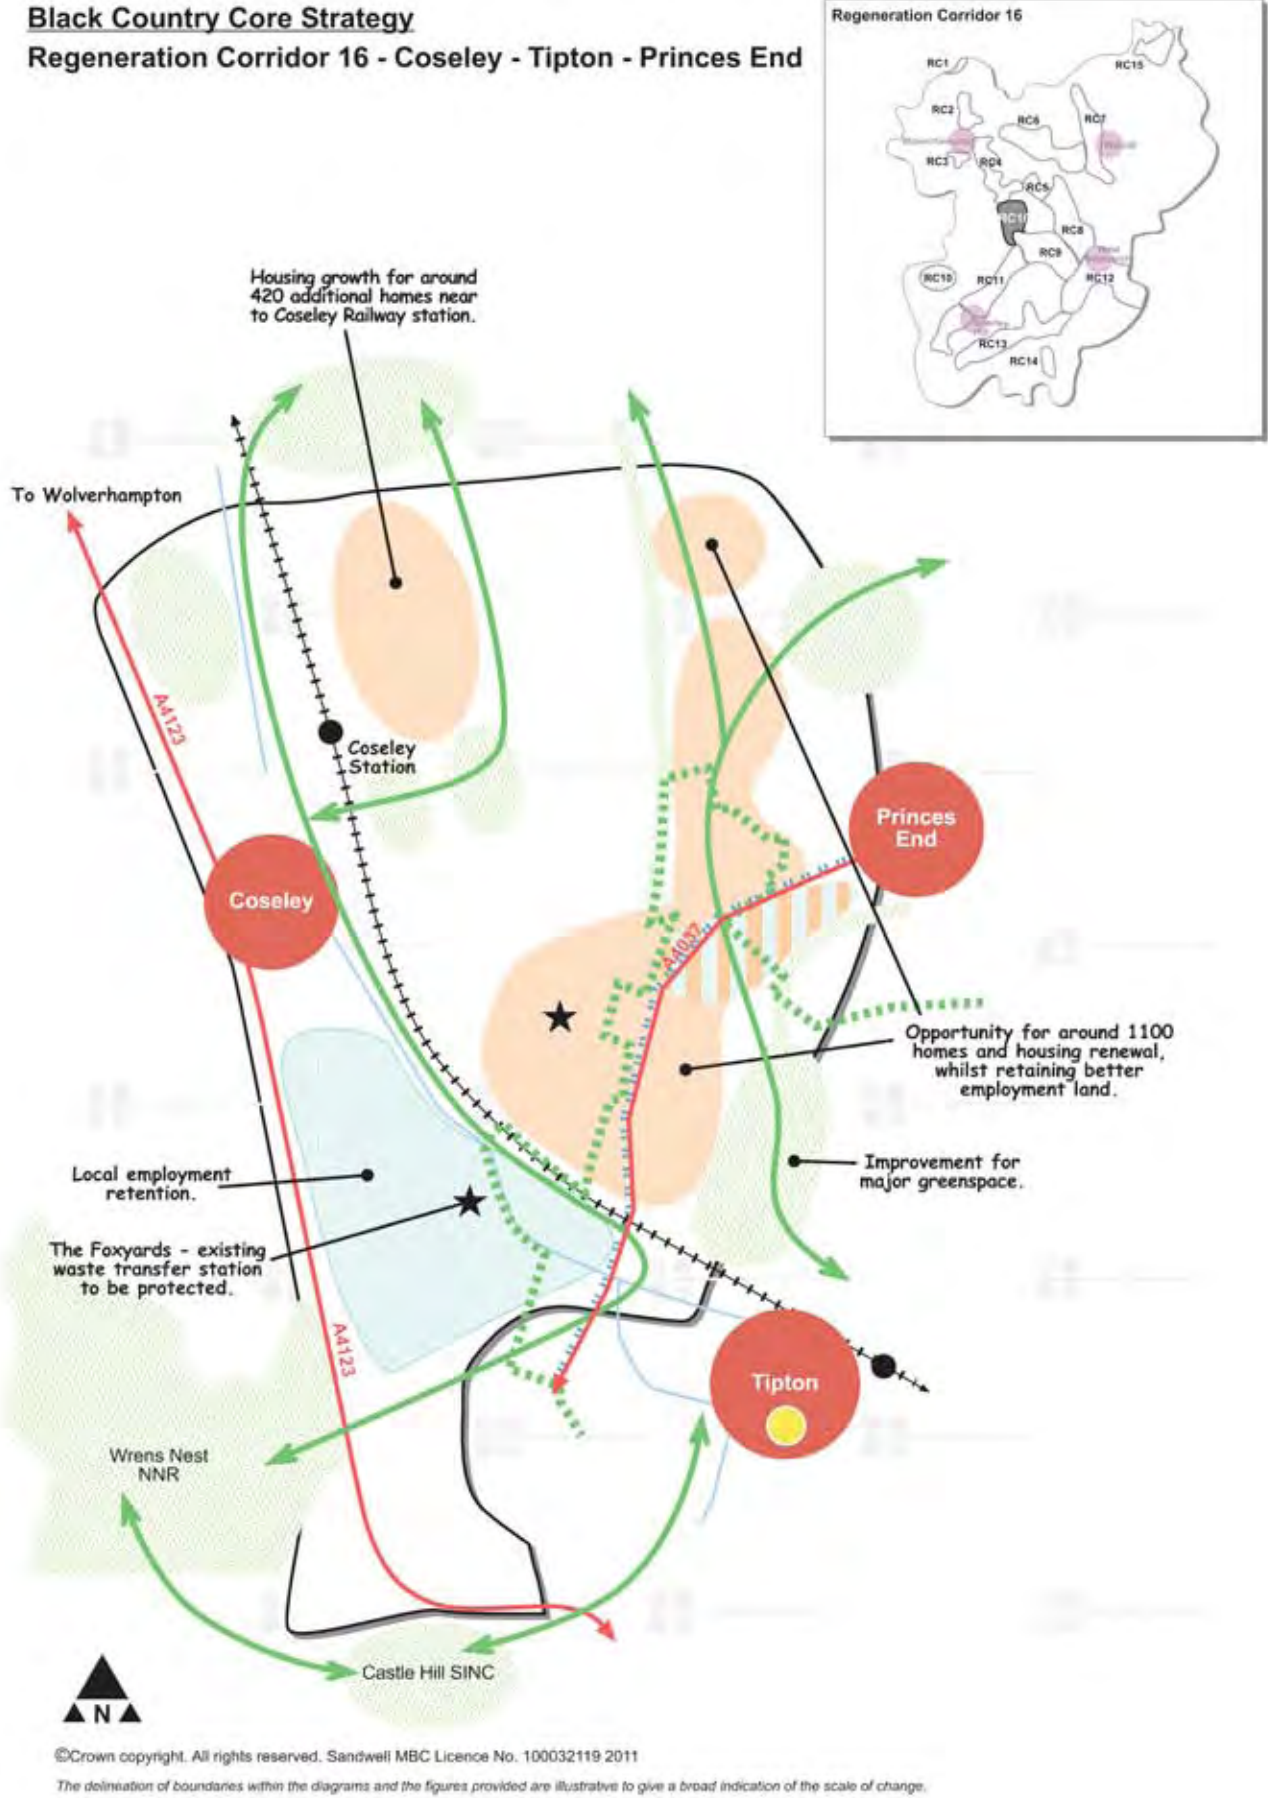 Black Country Core Strategy
Regeneration Corridor 16 - Coseley - Tipton - Princes End
Regeneration Corridor 16
RC1
RC15
RC2
RC6
RC7
RC3
RC4
RC5
RC8
RC9
RC10
RC11
RC12
RC13
RC14
Housing growth for around
420 additional homes near
to Coseley Railway station.
To Wolverhampton
A4123
Coseley
Station
Princes
End
Coseley
A4037
Opportunity for around 1100
homes and housing renewal,
whilst retaining better
employment land.
Local employment
retention.
Improvement for
major greenspace.
The Foxyards - existing
waste transfer station
to be protected.
A4123
Tipton
Wrens Nest
NNR
Castle Hill SINC
N
©Crown copyright. All rights reserved. Sandwell MBC Licence No. 100032119 2011
The delineation of boundaries within the diagrams and the figures provided are illustrative to give a broad indication of the scale of change.